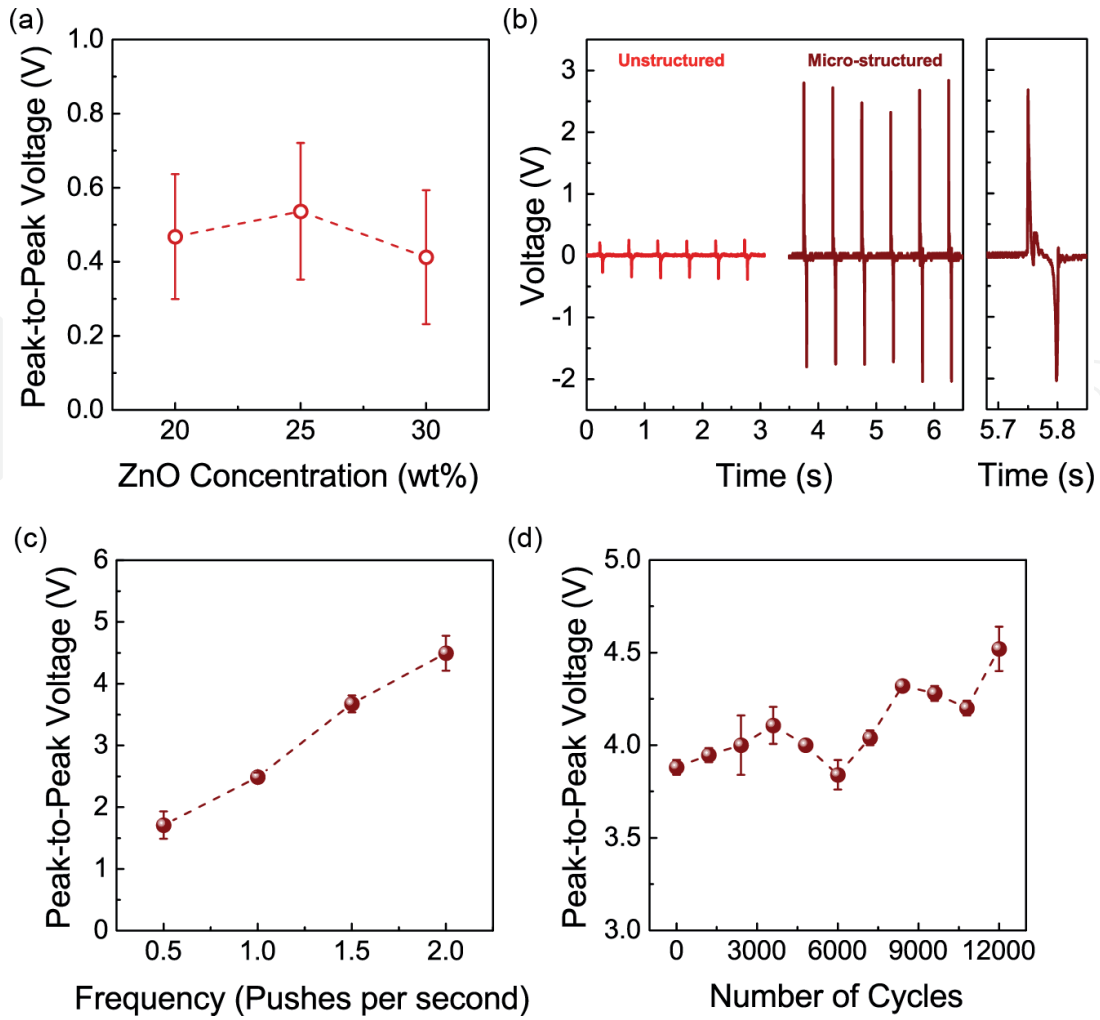 (a)
Peak-to-Peak Voltage (V)
1.0
0.8
0.6
0.4
0.2
0.0
20 25 30
ZnO Concentration (wt%)
(b)
Voltage (V)
3
2
1
0
-1
-2
Unstructured Micro-structured
0 1 2 3 4 5 6
Time (s)
5.7 5.8
Time (s)
(c)
Peak-to-Peak Voltage (V)
6
5
4
3
2
1
0
0.5 1.0 1.5 2.0
Frequency (Pushes per second)
(d)
Peak-to-Peak Voltage (V)
5.0
4.5
4.0
3.5
3.0
0 3000 6000 9000 12000
Number of Cycles